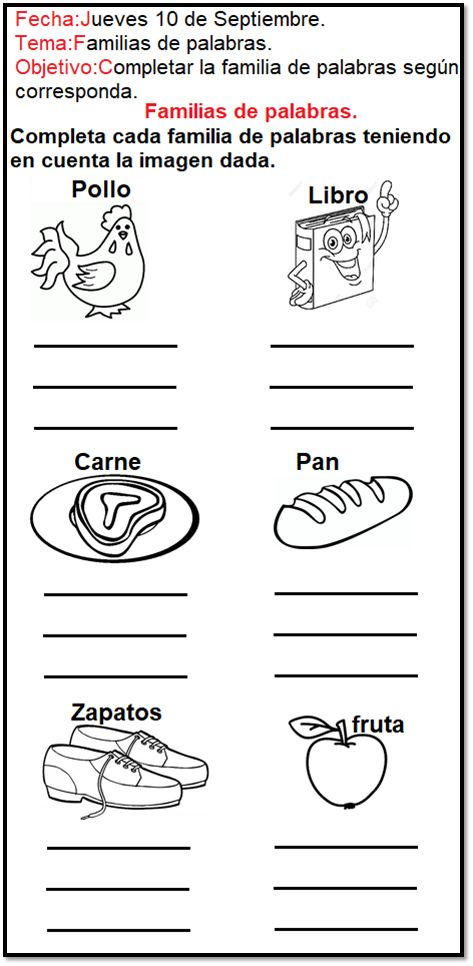 Fecha:Jueves 10 de Septiembre.
Tema:Familias de palabras.
Objetivo:Completar la familia de palabras según
corresponda.
Familias de palabras.
Completa cada familia de palabras teniendo
en cuenta la imagen dada.
Pollo
Libro
Carne
Pan
Zapatos
fruta